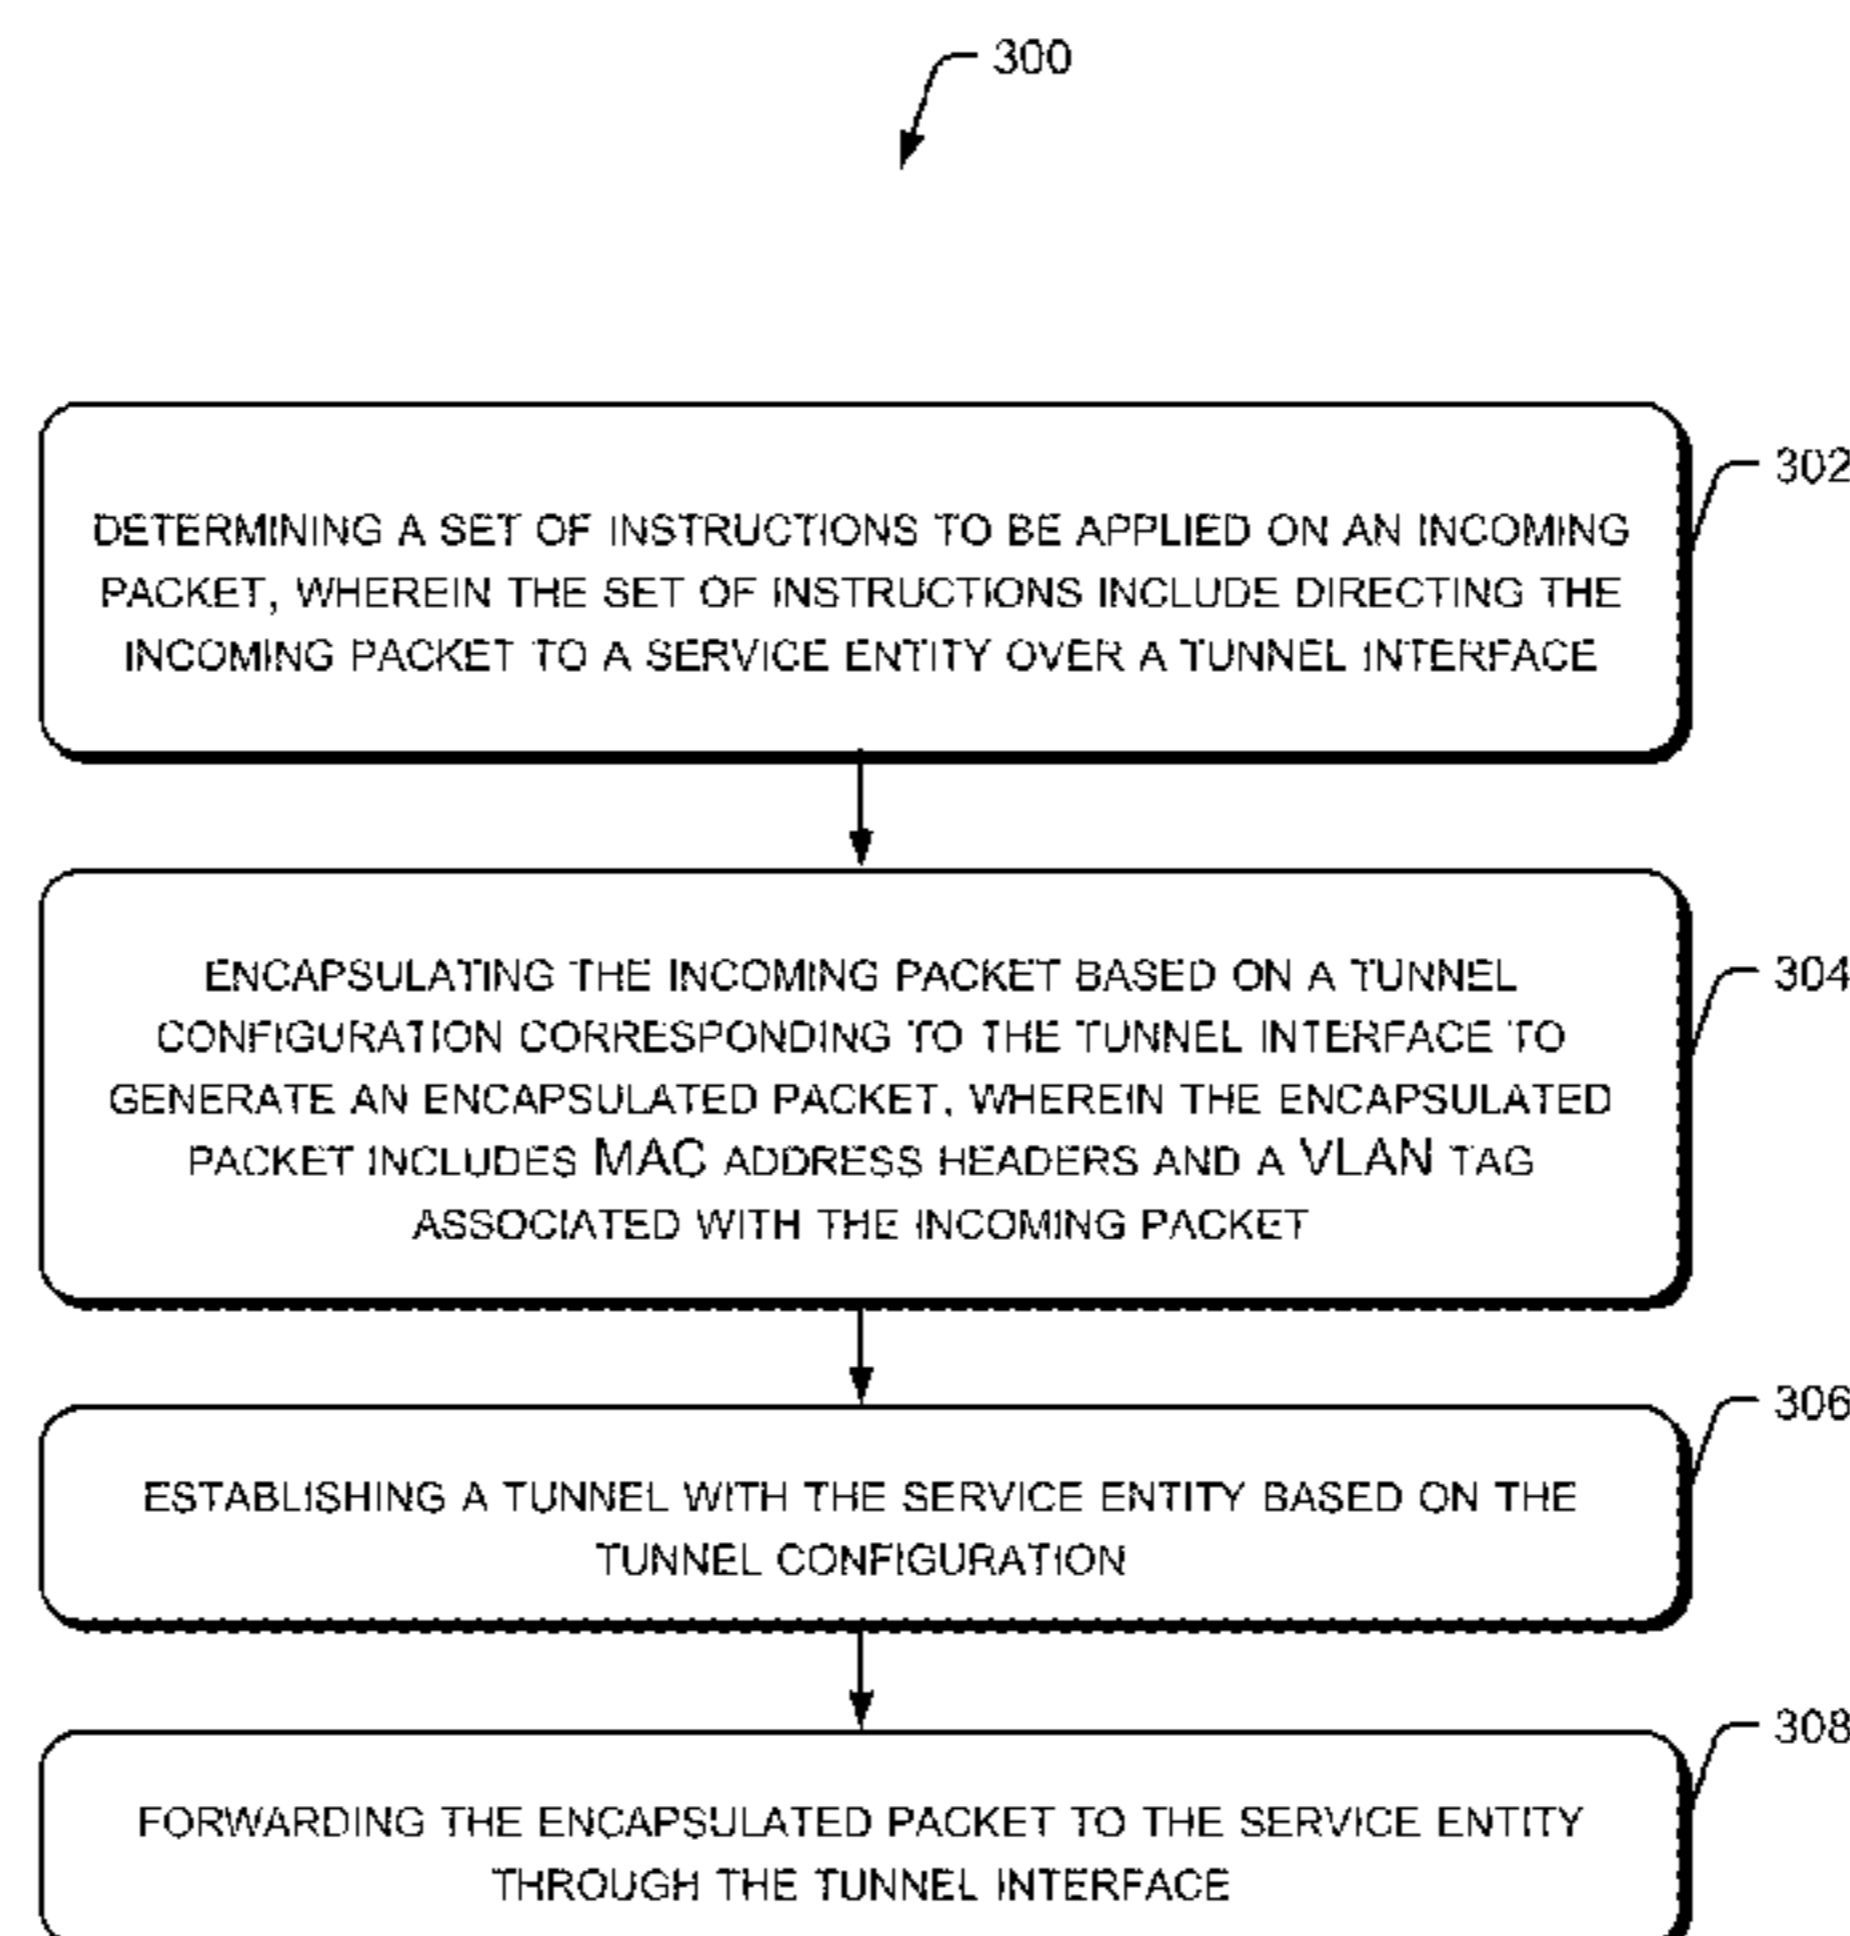 300
302
DETERMINING A SET OF INSTRUCTIONS TO BE APPLIED ON AN INCOMING
PACKET, WHEREIN THE SET OF INSTRUCTIONS INCLUDE DIRECTING THE
INCOMING PACKET TO A SERVICE ENTITY OVER A TUNNEL INTERFACE
304
ENCAPSULATING THE INCOMING PACKET BASED ON A TUNNEL
CONFIGURATION CORRESPONDING TO THE TUNNEL INTERFACE TO
GENERATE AN ENCAPSULATED PACKET, WHEREIN THE ENCAPSULATED
PACKET INCLUDES MAC ADDRESS HEADERS AND A VLAN TAG
ASSOCIATED WITH THE INCOMING PACKET
306
ESTABLISHING A TUNNEL WITH THE SERVICE ENTITY BASED ON THE
TUNNEL CONFIGURATION
308
FORWARDING THE ENCAPSULATED PACKET TO THE SERVICE ENTITY
THROUGH THE TUNNEL INTERFACE